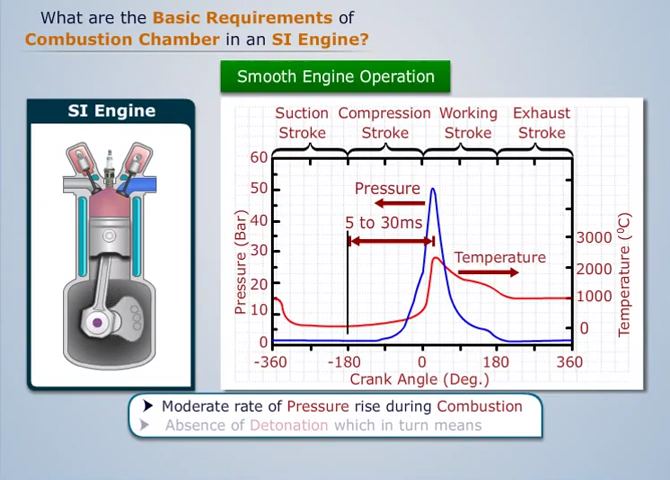 What are the Basic Requirements of
Combustion Chamber in an SI Engine?
Smooth Engine Operation
SI Engine
Suction Compression Working Exhaust
Stroke Stroke Stroke Stroke
60
50
40
30
20
10
0
Pressure (Bar)
Pressure
5 to 30ms
Temperature
3000
2000
1000
0
Temperature (⁰C)
-360 -180 0 180 360
Crank Angle (Deg.)
➤ Moderate rate of Pressure rise during Combustion
➤ Absence of Detonation which in turn means